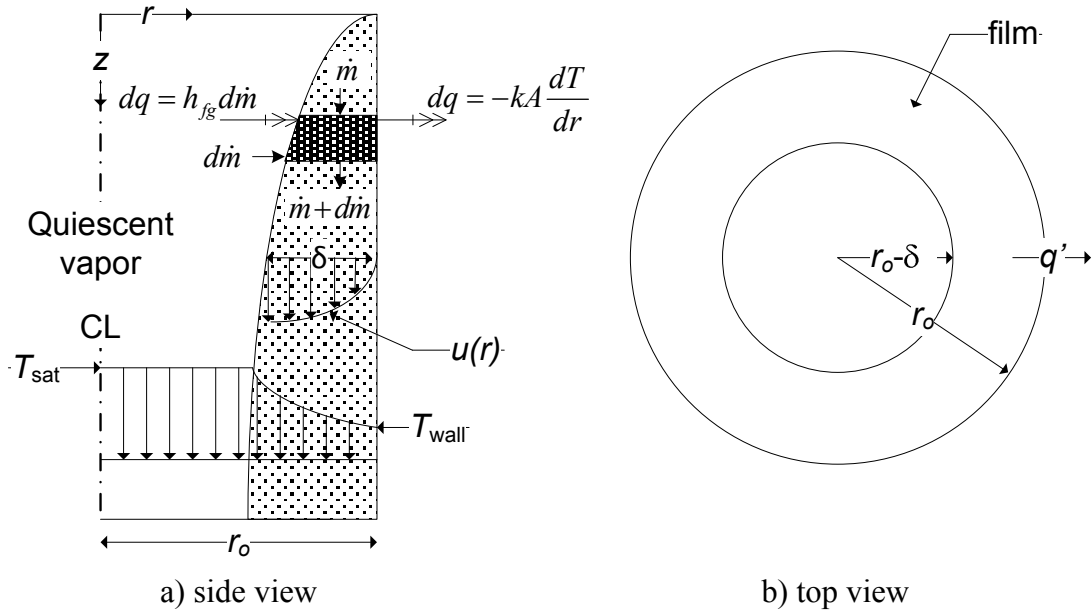 r
z
ṁ
dq = h_fg dṁ
dq = -kA dT/dr
dṁ
ṁ + dṁ
Quiescent
vapor
δ
CL
u(r)
T_sat
T_wall
r_o
a) side view
film
r_o-δ
q'
r_o
b) top view